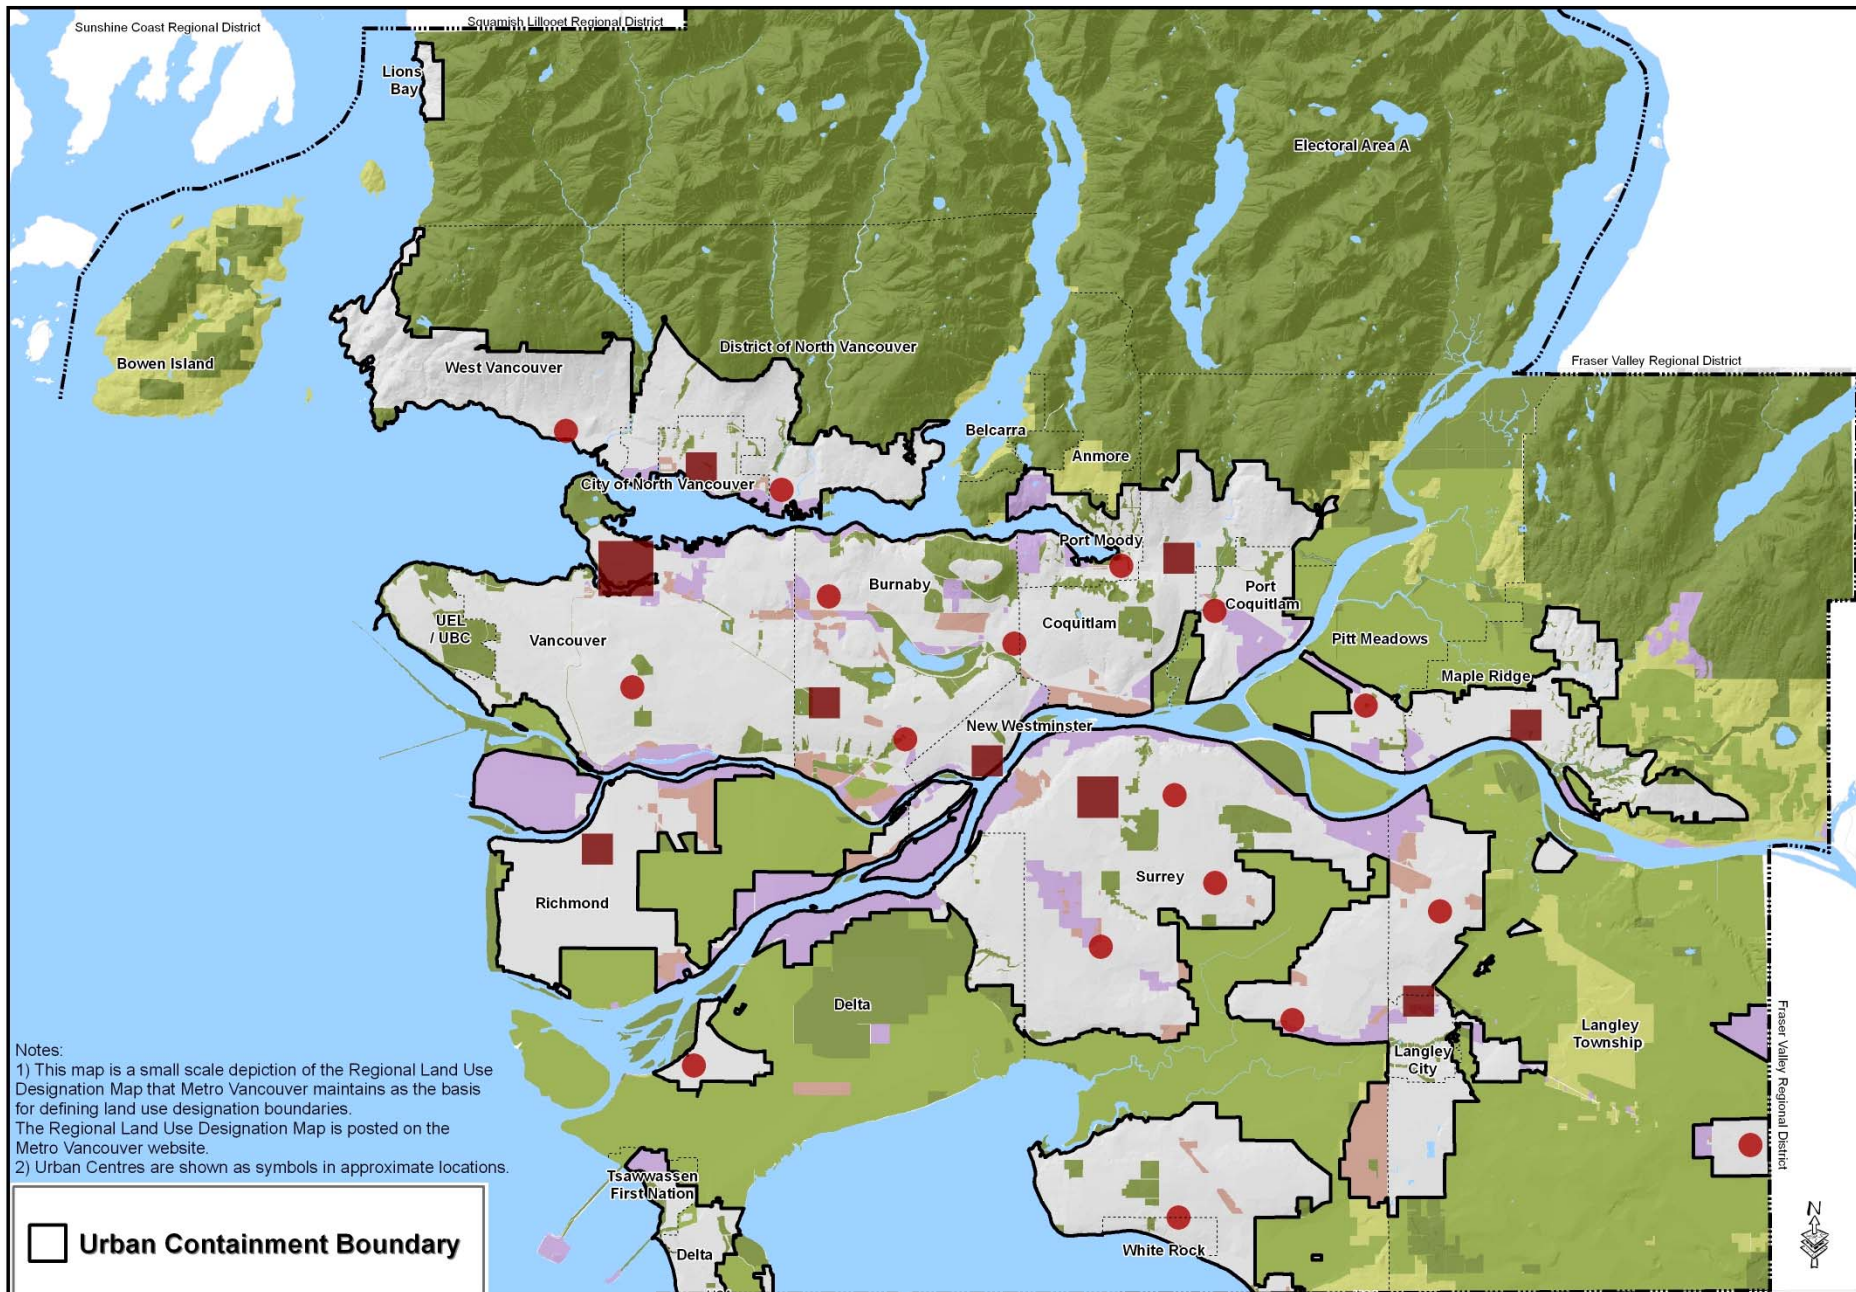 Sunshine Coast Regional District
Squamish Lillooet Regional District
Lions
Bay
Electoral Area A
Bowen Island
West Vancouver
District of North Vancouver
Fraser Valley Regional District
Belcarra
Anmore
City of North Vancouver
Port Moody
Burnaby
Port
Coquitlam
Coquitlam
UEL
/ UBC
Vancouver
Pitt Meadows
Maple Ridge
New Westminster
Surrey
Richmond
Delta
Langley
Township
Langley
City
Fraser Valley Regional District
Notes:
1) This map is a small scale depiction of the Regional Land Use
Designation Map that Metro Vancouver maintains as the basis
for defining land use designation boundaries.
The Regional Land Use Designation Map is posted on the
Metro Vancouver website.
2) Urban Centres are shown as symbols in approximate locations.
Tsawwassen
First Nation
Delta
White Rock
N
Urban Containment Boundary